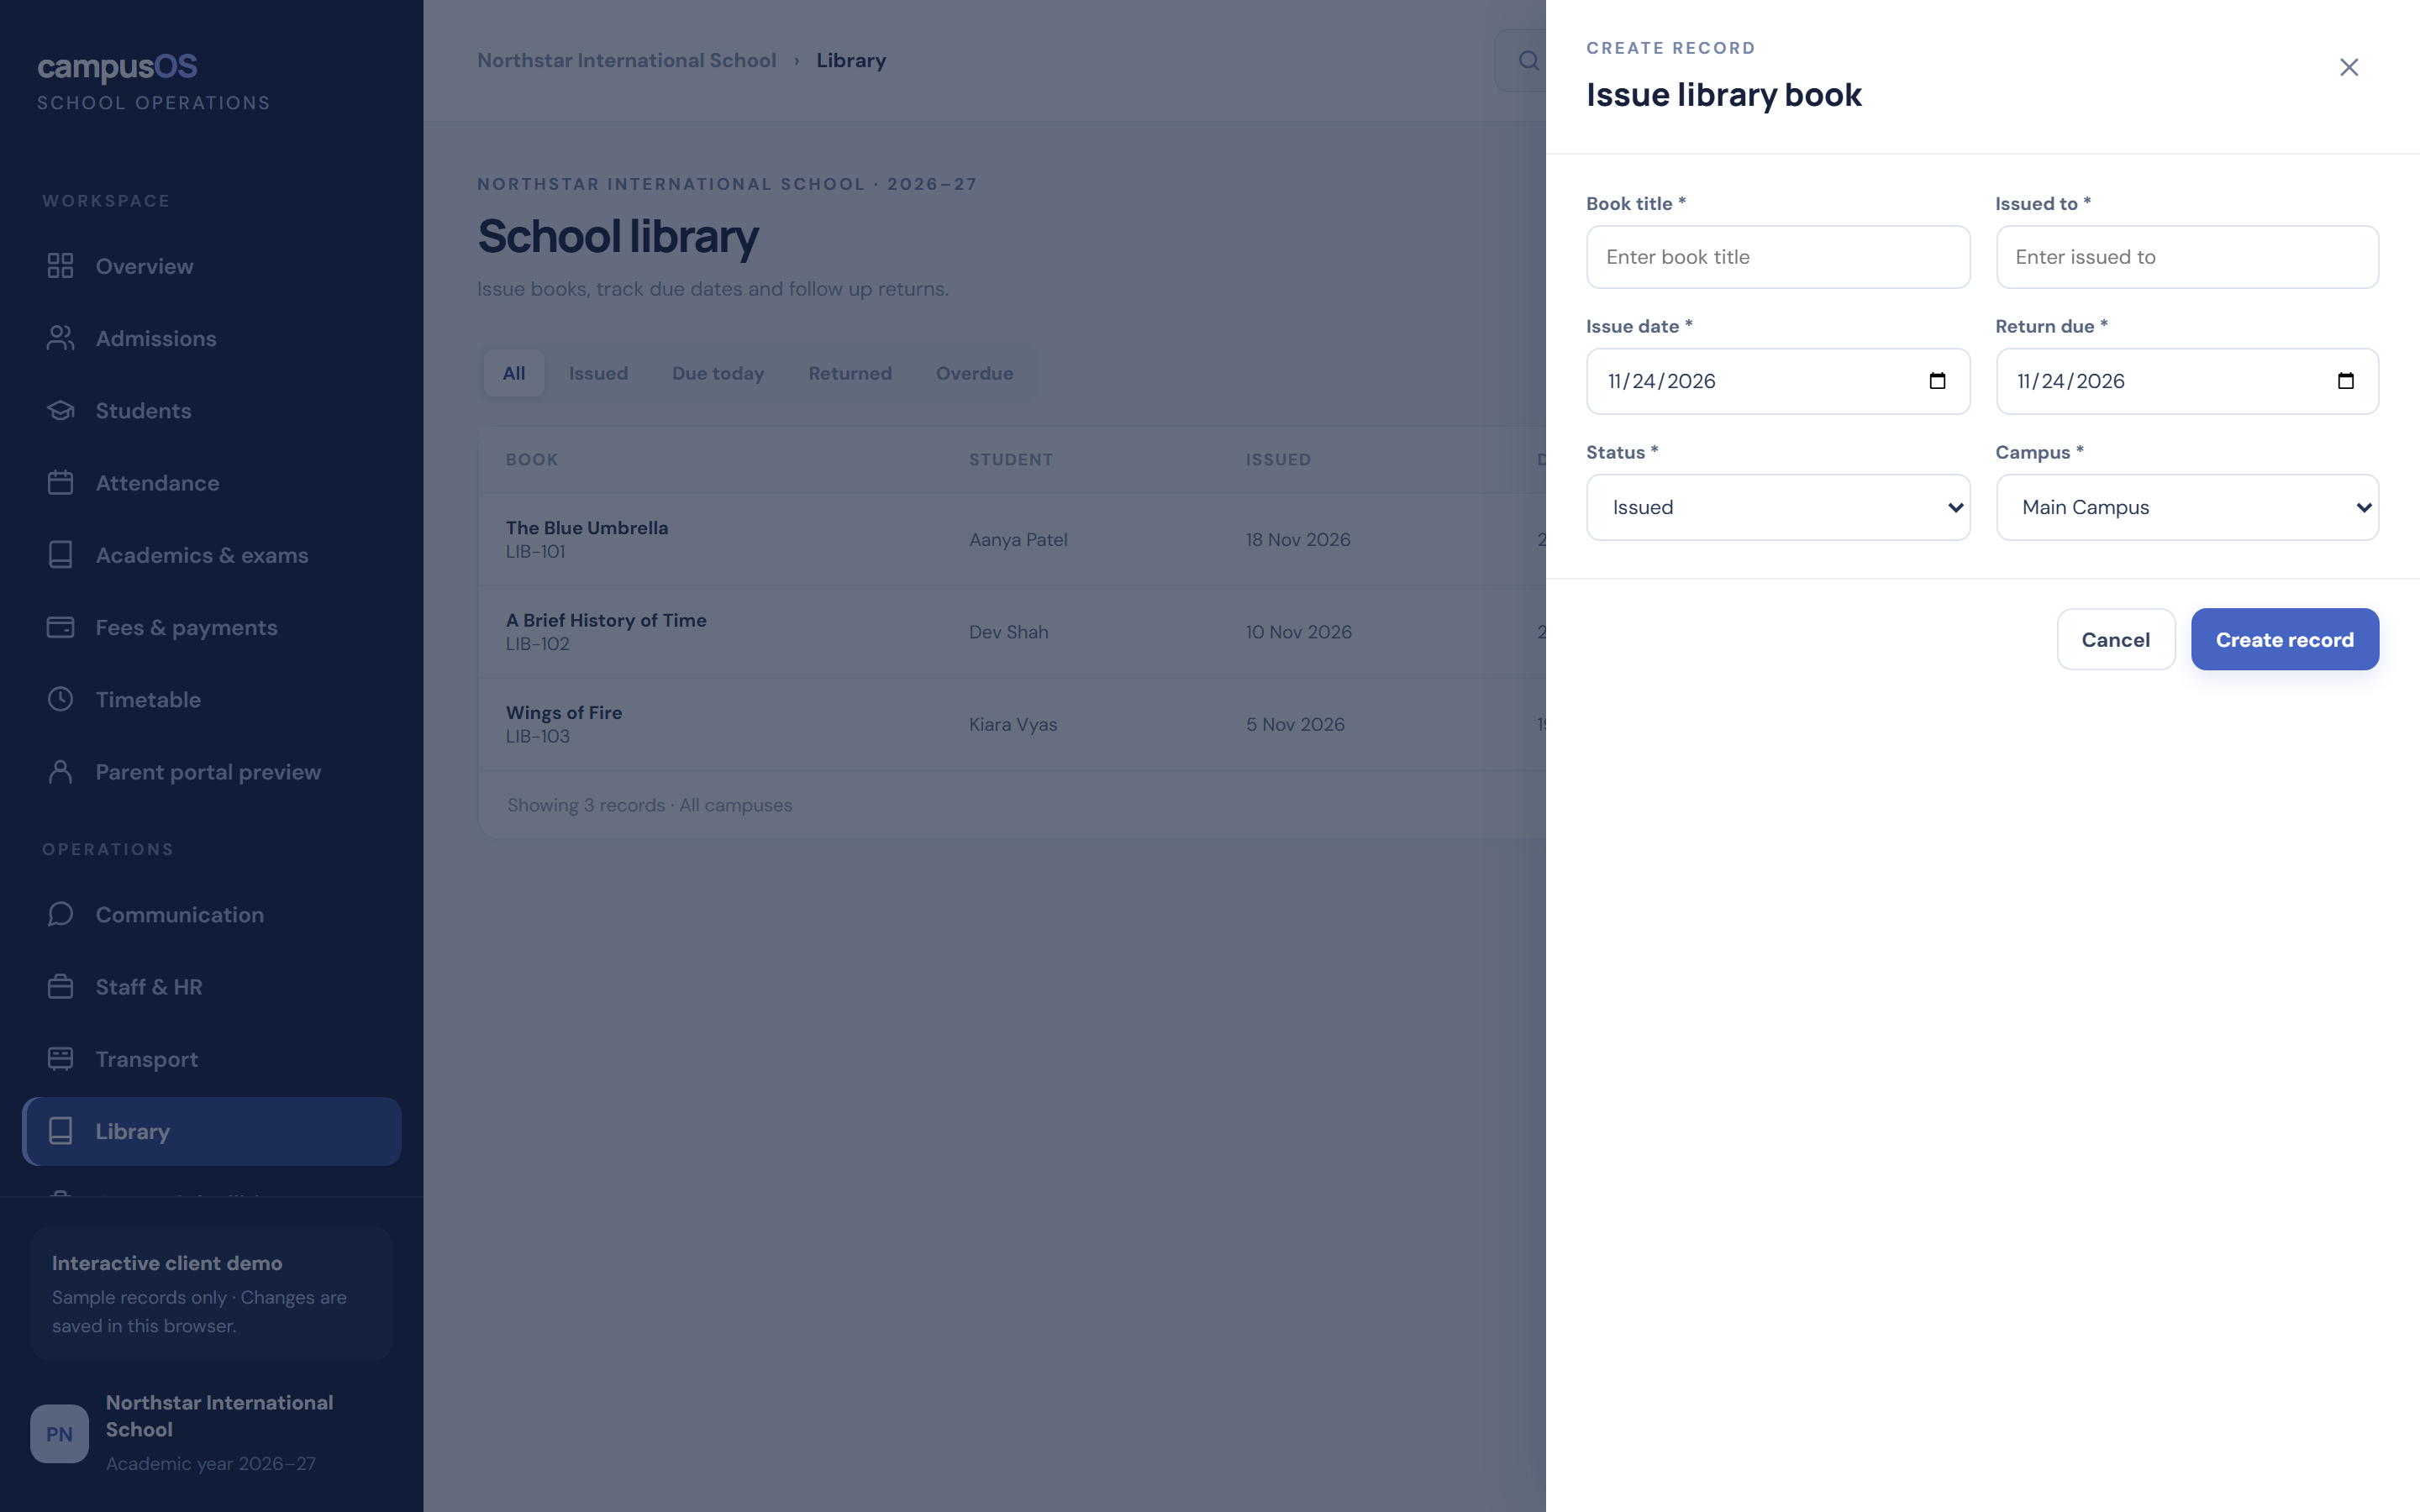 campusOS
SCHOOL OPERATIONS
WORKSPACE
Overview
Admissions
Students
Attendance
Academics & exams
Fees & payments
Timetable
Parent portal preview
OPERATIONS
Communication
Staff & HR
Transport
Library
Interactive client demo
Sample records only · Changes are
saved in this browser.
PN
Northstar International
School
Academic year 2026–27
Northstar International School › Library
NORTHSTAR INTERNATIONAL SCHOOL · 2026–27
School library
Issue books, track due dates and follow up returns.
All Issued Due today Returned Overdue
BOOK STUDENT ISSUED
The Blue Umbrella
LIB-101
Aanya Patel 18 Nov 2026
A Brief History of Time
LIB-102
Dev Shah 10 Nov 2026
Wings of Fire
LIB-103
Kiara Vyas 5 Nov 2026
Showing 3 records · All campuses
CREATE RECORD
Issue library book
Book title * Issued to *
Enter book title Enter issued to
Issue date * Return due *
11/24/2026 11/24/2026
Status * Campus *
Issued Main Campus
Cancel Create record